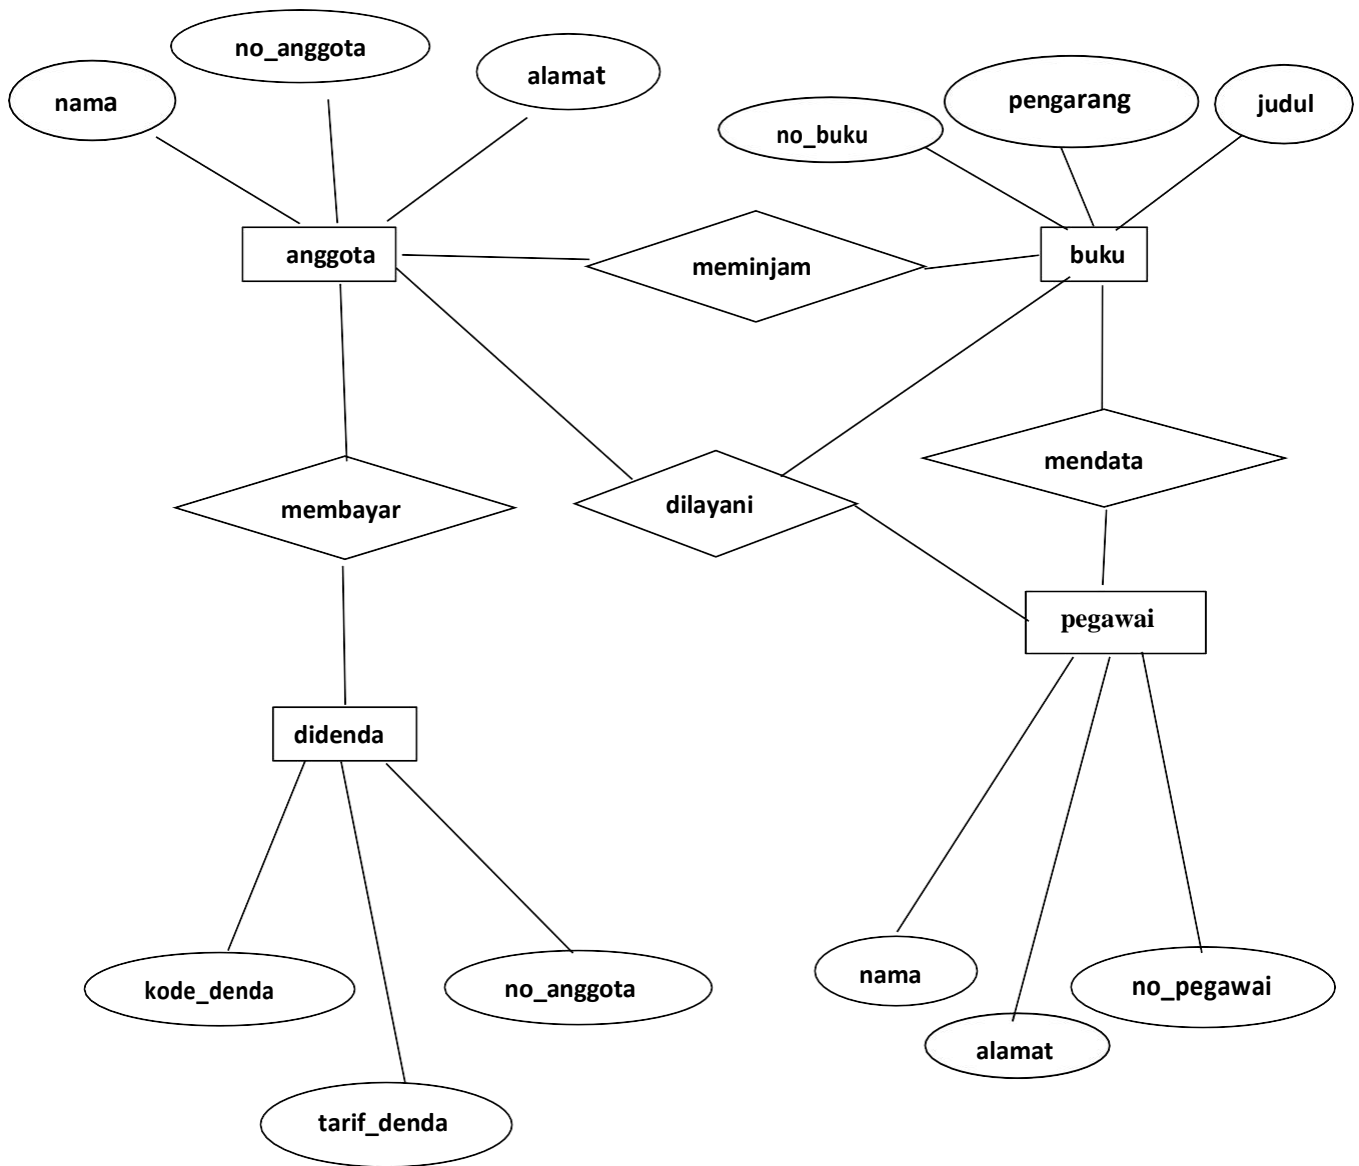 no_anggota
alamat
nama
pengarang
judul
no_buku
anggota
meminjam
buku
mendata
membayar
dilayani
pegawai
didenda
nama
kode_denda
no_anggota
no_pegawai
alamat
tarif_denda